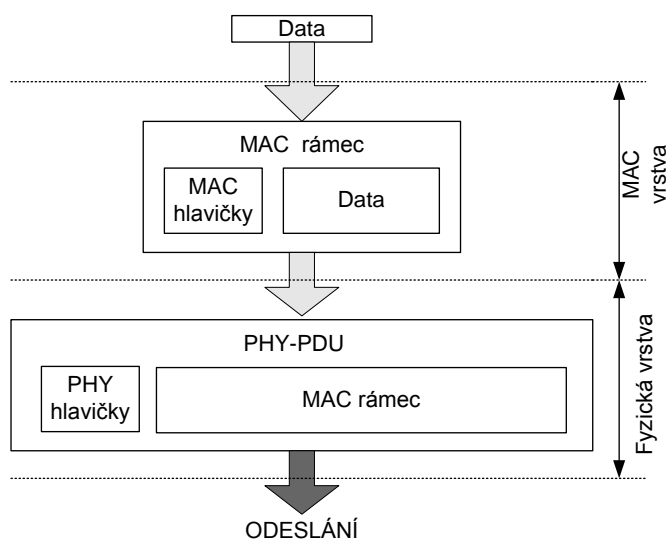 Data
MAC rámec
MAC
hlavičky
Data
MAC
vrstva
PHY-PDU
PHY
hlavičky
MAC rámec
Fyzická vrstva
ODESLÁNÍ